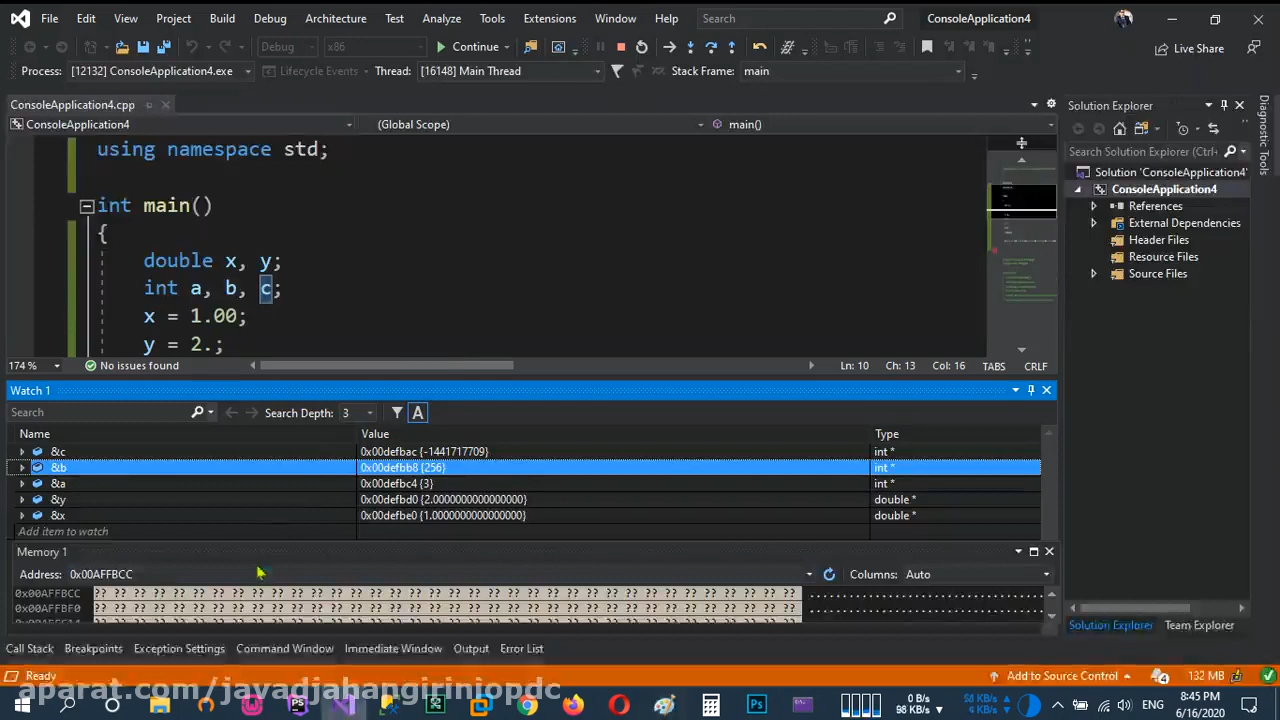 File Edit View Project Build Debug Architecture Test Analyze Tools Extensions Window Help Search ConsoleApplication4
Debug x86 Continue Live Share
Process: [12132] ConsoleApplication4.exe Lifecycle Events Thread: [16148] Main Thread Stack Frame: main
ConsoleApplication4.cpp
ConsoleApplication4 (Global Scope) main()
using namespace std;
int main()
{
double x, y;
int a, b, c;
x = 1.00;
y = 2.;
174 % No issues found Ln: 10 Ch: 13 Col: 16 TABS CRLF
Watch 1
Search Search Depth: 3 A
Name Value Type
&c 0x00defbac {-1441717709} int *
&b 0x00defbb8 {256} int *
&a 0x00defbc4 {3} int *
&y 0x00defbd0 {2.0000000000000000} double *
&x 0x00defbe0 {1.0000000000000000} double *
Add item to watch
Memory 1
Address: 0x00AFFBCC Columns: Auto
0x00AFFBCC ?? ?? ?? ?? ?? ?? ?? ?? ?? ?? ?? ?? ?? ?? ?? ?? ?? ?? ?? ?? ?? ?? ?? ?? ?? ?? ?? ?? ?? ?? ?? ?? ?? ?? ?? ?? ....................................
0x00AFFBF0 ?? ?? ?? ?? ?? ?? ?? ?? ?? ?? ?? ?? ?? ?? ?? ?? ?? ?? ?? ?? ?? ?? ?? ?? ?? ?? ?? ?? ?? ?? ?? ?? ?? ?? ?? ?? ....................................
Call Stack Breakpoints Exception Settings Command Window Immediate Window Output Error List
Solution Explorer
Search Solution Explorer (Ctrl+
Solution 'ConsoleApplication4'
ConsoleApplication4
References
External Dependencies
Header Files
Resource Files
Source Files
Solution Explorer Team Explorer
Diagnostic Tools
Ready Add to Source Control 4 132 MB
aparat.com/javadjahangiriniopdc
PS Ps 0 B/s
98 KB/s ENG 8:45 PM
6/16/2020